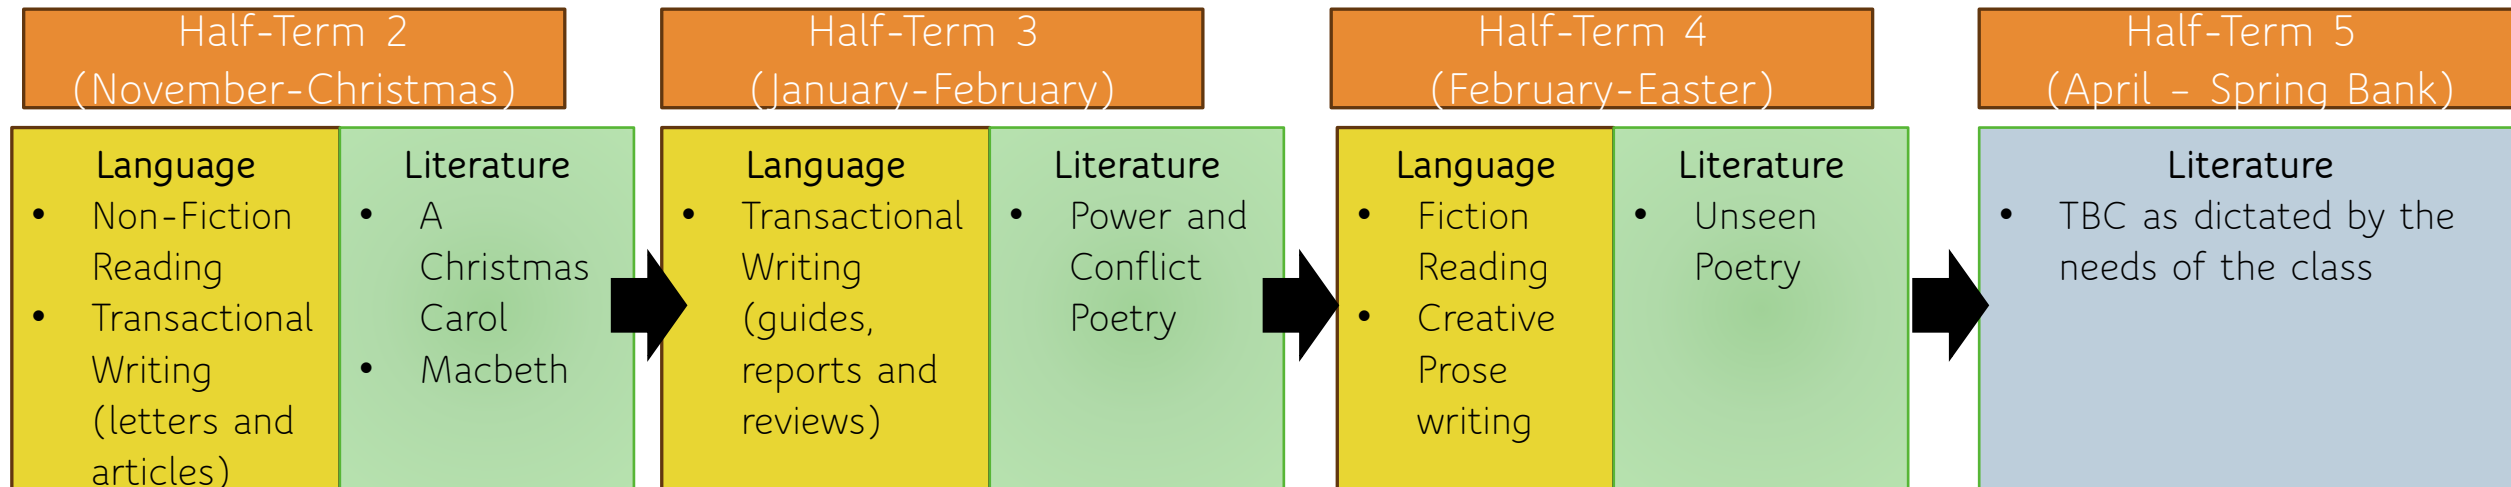 Half-Term 2
(November-Christmas)
Language
• Non-Fiction
Reading
• Transactional
Writing
(letters and
articles)
Literature
• A
Christmas
Carol
• Macbeth
Half-Term 3
(January-February)
Language
• Transactional
Writing
(guides,
reports and
reviews)
Literature
• Power and
Conflict
Poetry
Half-Term 4
(February-Easter)
Language
• Fiction
Reading
• Creative
Prose
writing
Literature
• Unseen
Poetry
Half-Term 5
(April – Spring Bank)
Literature
• TBC as dictated by the
needs of the class